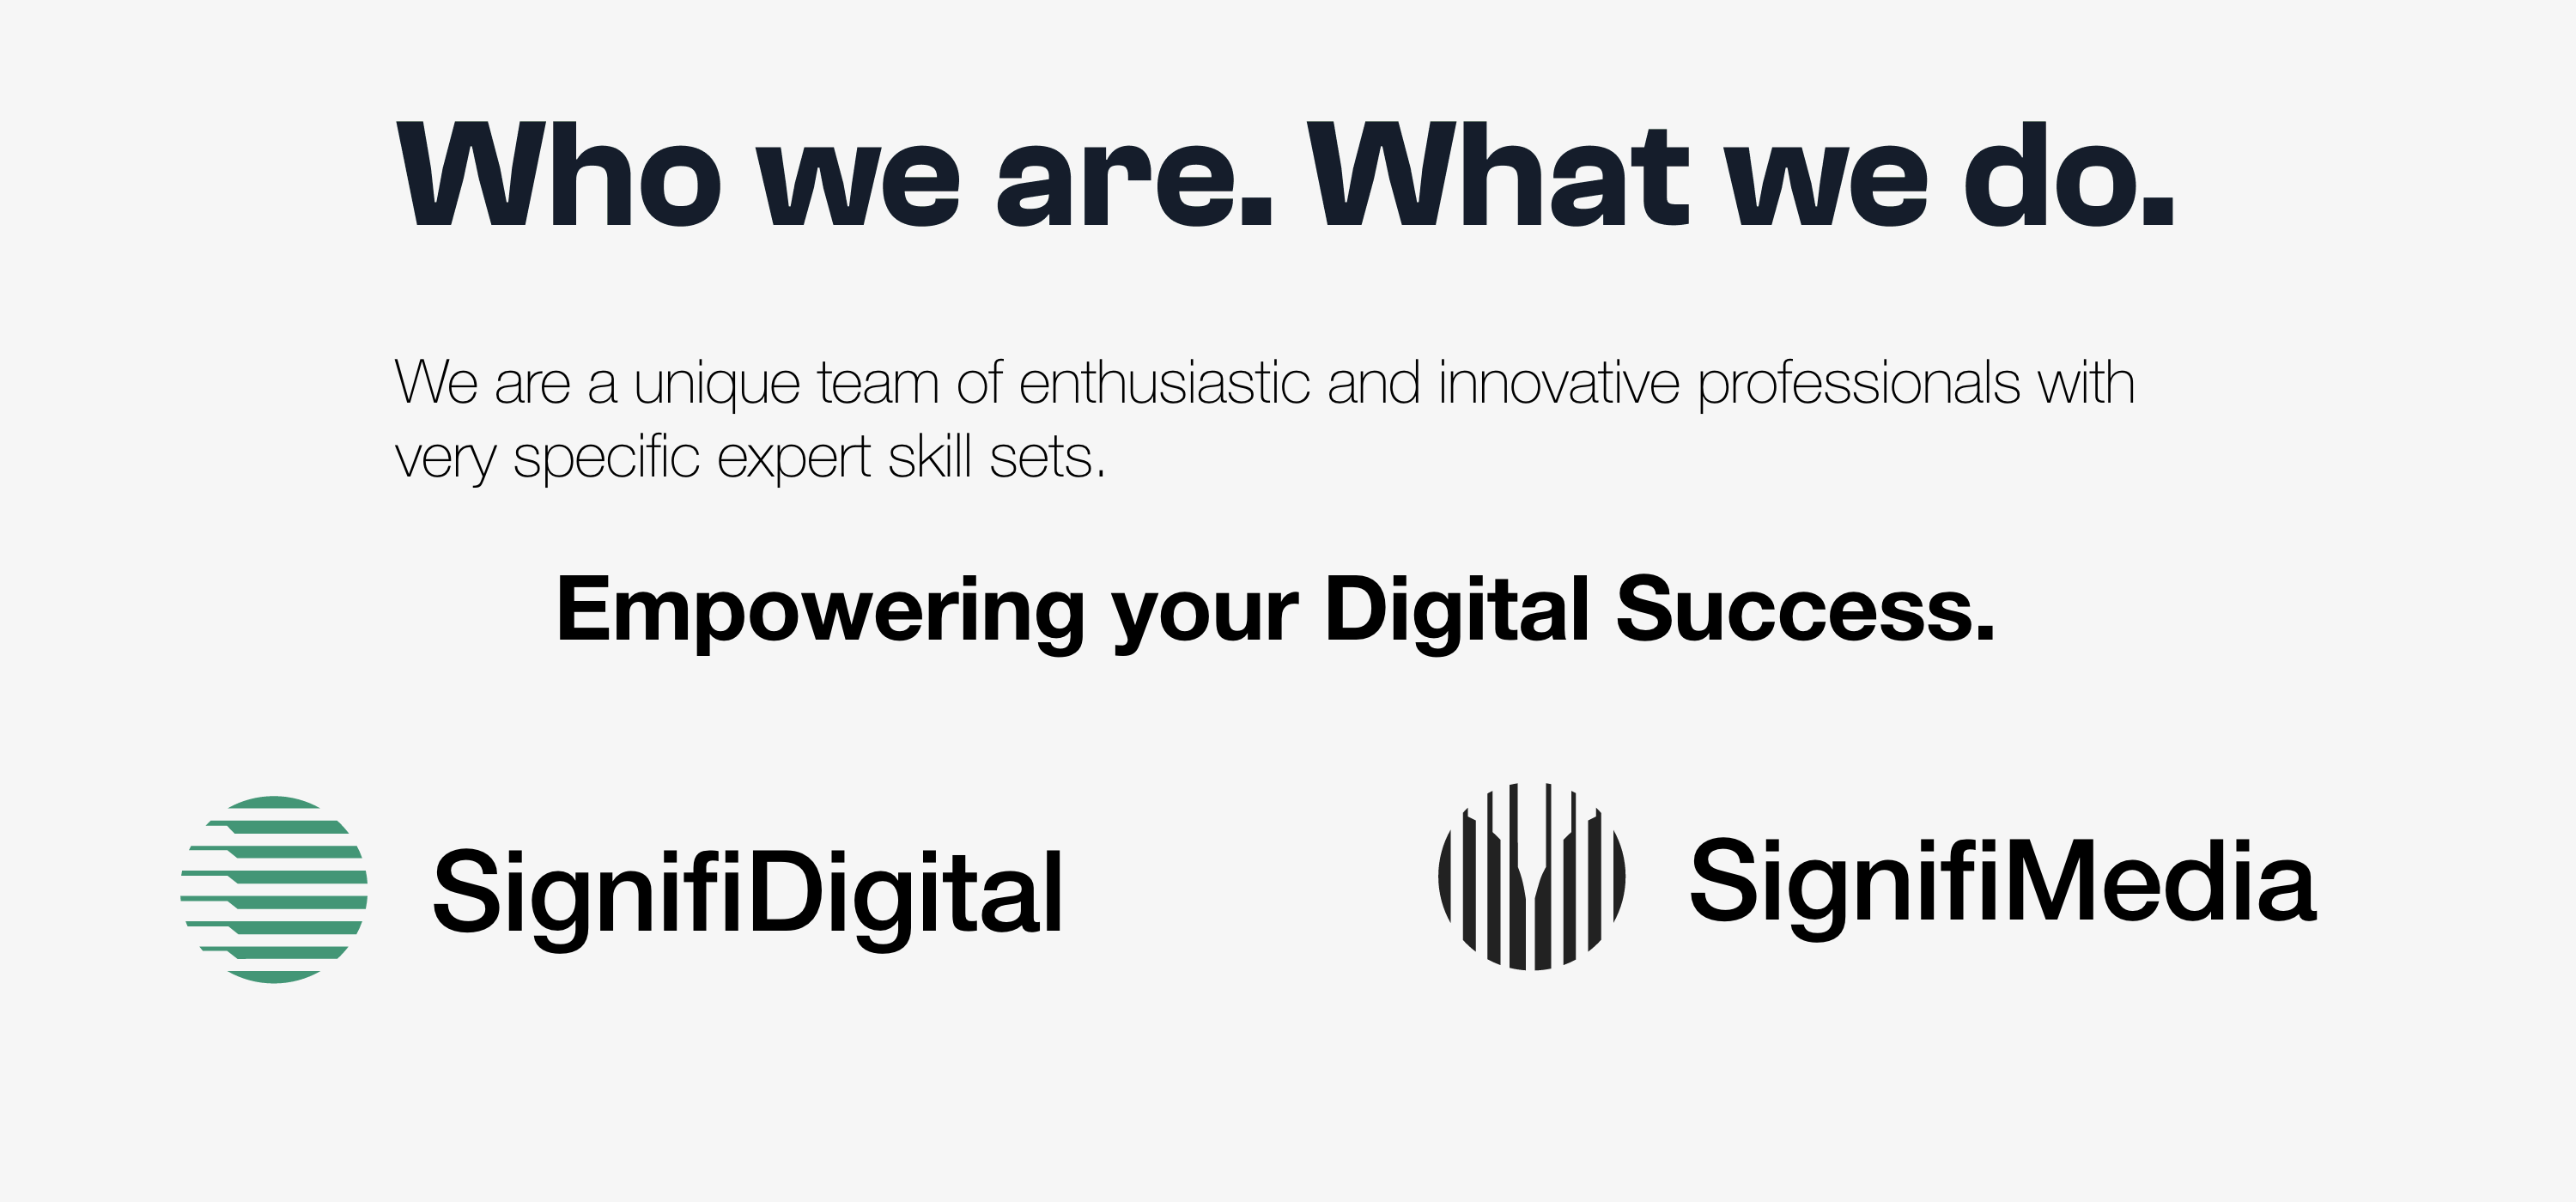 Who we are. What we do.
We are a unique team of enthusiastic and innovative professionals with
very specific expert skill sets.
Empowering your Digital Success.
SignifiDigital
SignifiMedia